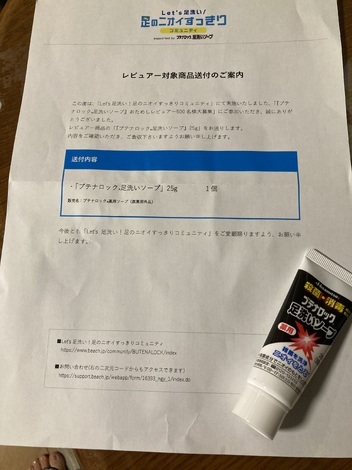 Let's 足洗い!
足のニオイすっきり
コミュニティ
supported by ブテナロック 足洗いソープ
レビュアー対象商品送付のご案内
この度は、「Let's 足洗い!足のニオイすっきりコミュニティ」にて実施いたしました、「ブテナ
ロック®足洗いソープ」おためしレビュアー500名様大募集」にご参加いただき、誠にありが
とうございました。
レビュアー商品の「「ブテナロック®足洗いソープ」25g」をお送りします。
内容をご確認いただき、ご査収下さいますようお願い申し上げます。
送付内容
・「ブテナロック®足洗いソープ」25g 1個
販売名:ブテナロック®薬用ソープ(医薬部外品)
今後とも「Let's 足洗い!足のニオイすっきりコミュニティ」をご愛顧賜りますよう、お願い申
し上げます。
■Let's 足洗い!足のニオイすっきりコミュニティ
https://www.beach.jp/community/BUTENALOCK/index
■お問い合わせ(右の二次元コードからもアクセスできます)
殺菌+消毒
ブテナロック
足洗いソープ
薬用